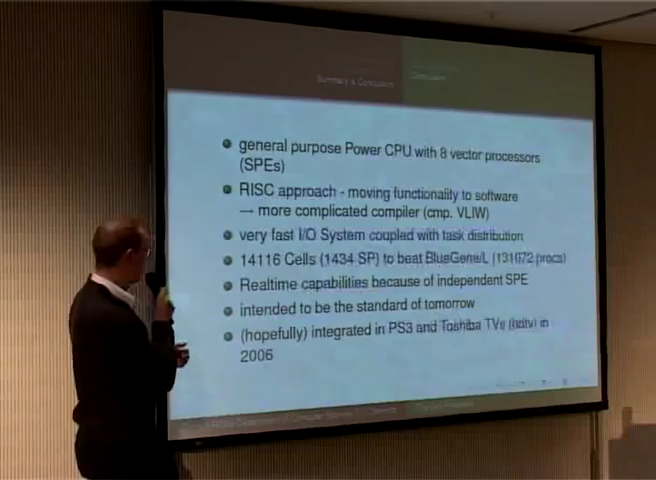 Summary & Conclusion
Conclusion
general purpose Power CPU with 8 vector processors
(SPEs)
RISC approach - moving functionality to software
→ more complicated compiler (cmp. VLIW)
very fast I/O System coupled with task distribution
14116 Cells (1434 SP) to beat BlueGene/L (131072 procs)
Realtime capabilities because of independent SPE
intended to be the standard of tomorrow
(hopefully) integrated in PS3 and Toshiba TVs (hdtv) in
2006